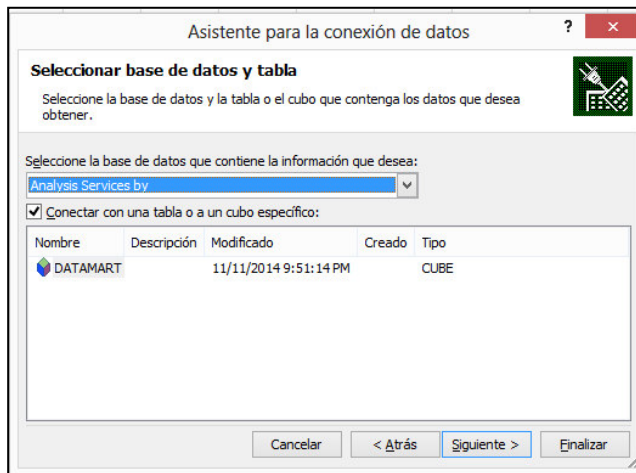 Asistente para la conexión de datos
?
×
Seleccionar base de datos y tabla
Seleccione la base de datos y la tabla o el cubo que contenga los datos que desea
obtener.
Seleccione la base de datos que contiene la información que desea:
Analysis Services by
Conectar con una tabla o a un cubo específico:
Nombre Descripción Modificado Creado Tipo
DATAMART 11/11/2014 9:51:14 PM CUBE
Cancelar < Atrás Siguiente > Finalizar